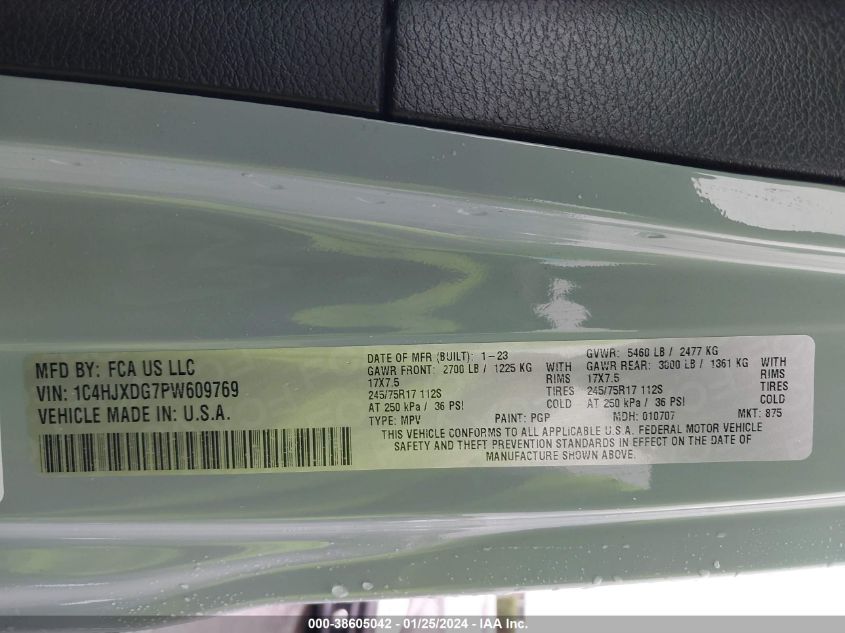 MFD BY: FCA US LLC
VIN: 1C4HJXDG7PW609769
VEHICLE MADE IN: U.S.A.
DATE OF MFR (BUILT): 1-23
GAWR FRONT: 2700 LB / 1225 KG WITH
17X7.5 RIMS
245/75R17 112S TIRES
AT 250 kPa / 36 PSI COLD
TYPE: MPV PAINT: PGP
GVWR: 5460 LB / 2477 KG
GAWR REAR: 3000 LB / 1361 KG WITH
17X7.5 RIMS
245/75R17 112S TIRES
AT 250 kPa / 36 PSI COLD
MDH: 010707 MKT: 875
THIS VEHICLE CONFORMS TO ALL APPLICABLE U.S.A. FEDERAL MOTOR VEHICLE
SAFETY AND THEFT PREVENTION STANDARDS IN EFFECT ON THE DATE OF
MANUFACTURE SHOWN ABOVE.
000-38605042 - 01/25/2024 - IAA Inc.